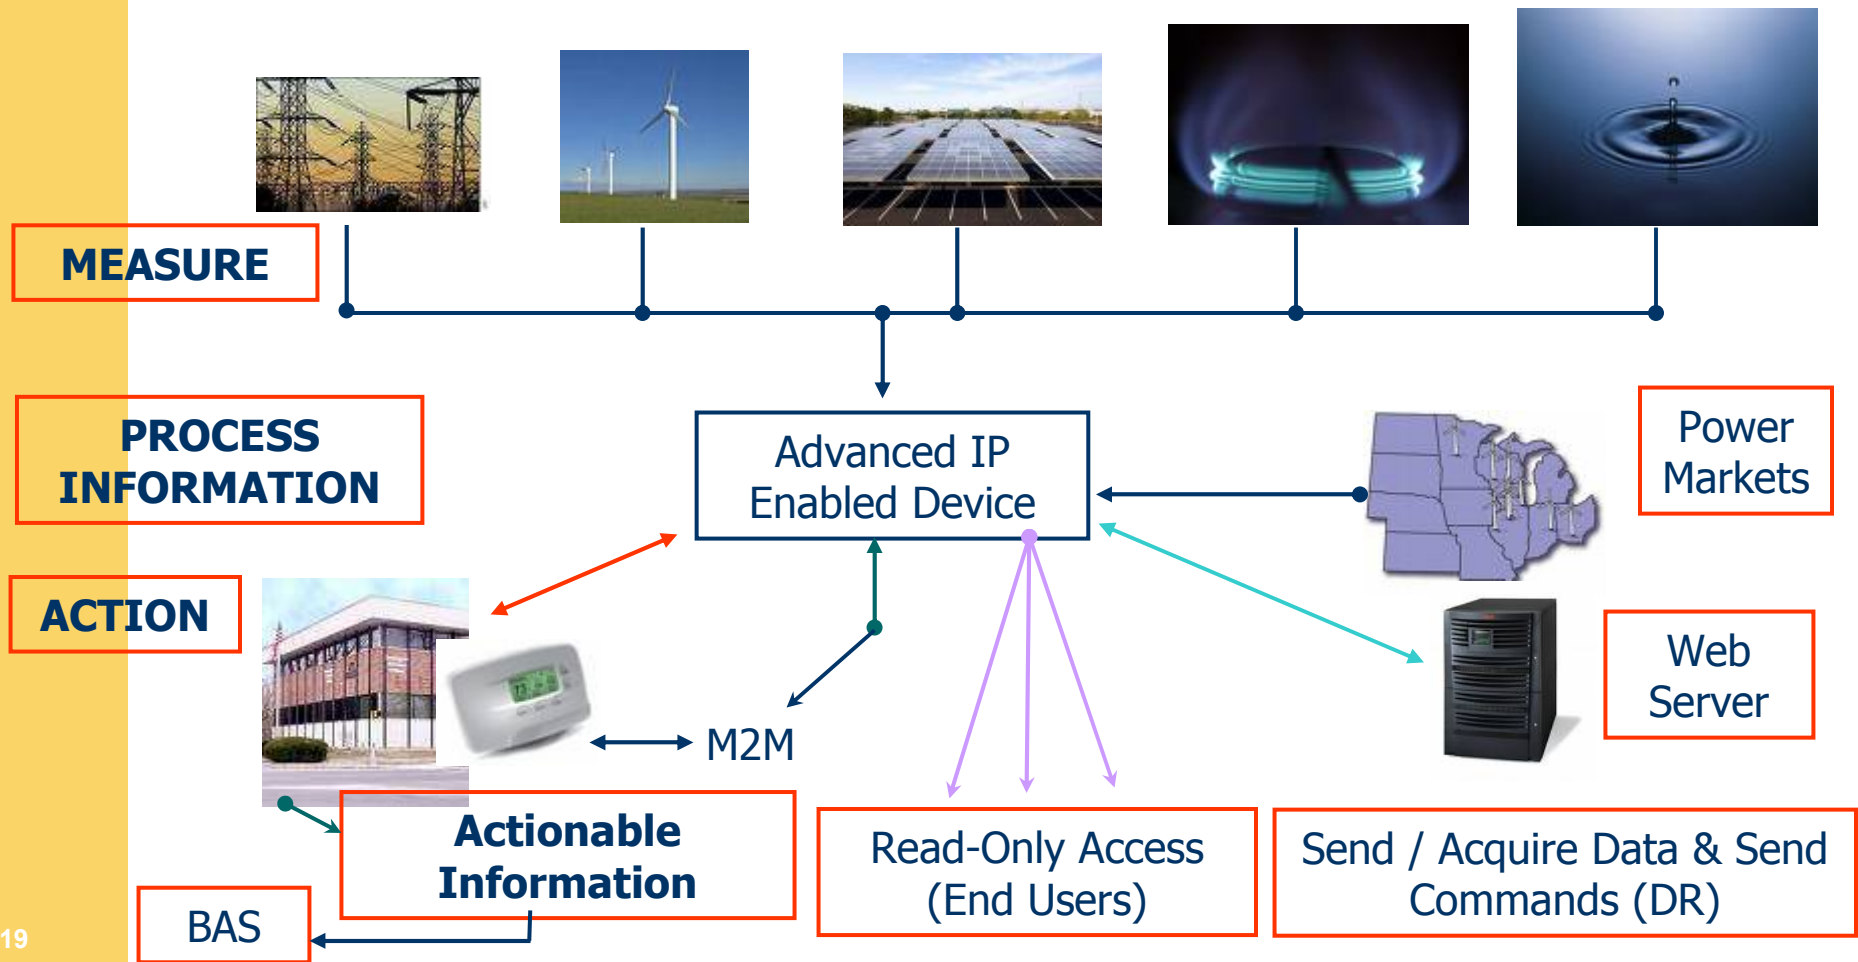 MEASURE
PROCESS
INFORMATION
Advanced IP
Enabled Device
Power
Markets
ACTION
Web
Server
M2M
Actionable
Information
Read-Only Access
(End Users)
Send / Acquire Data & Send
Commands (DR)
BAS
19